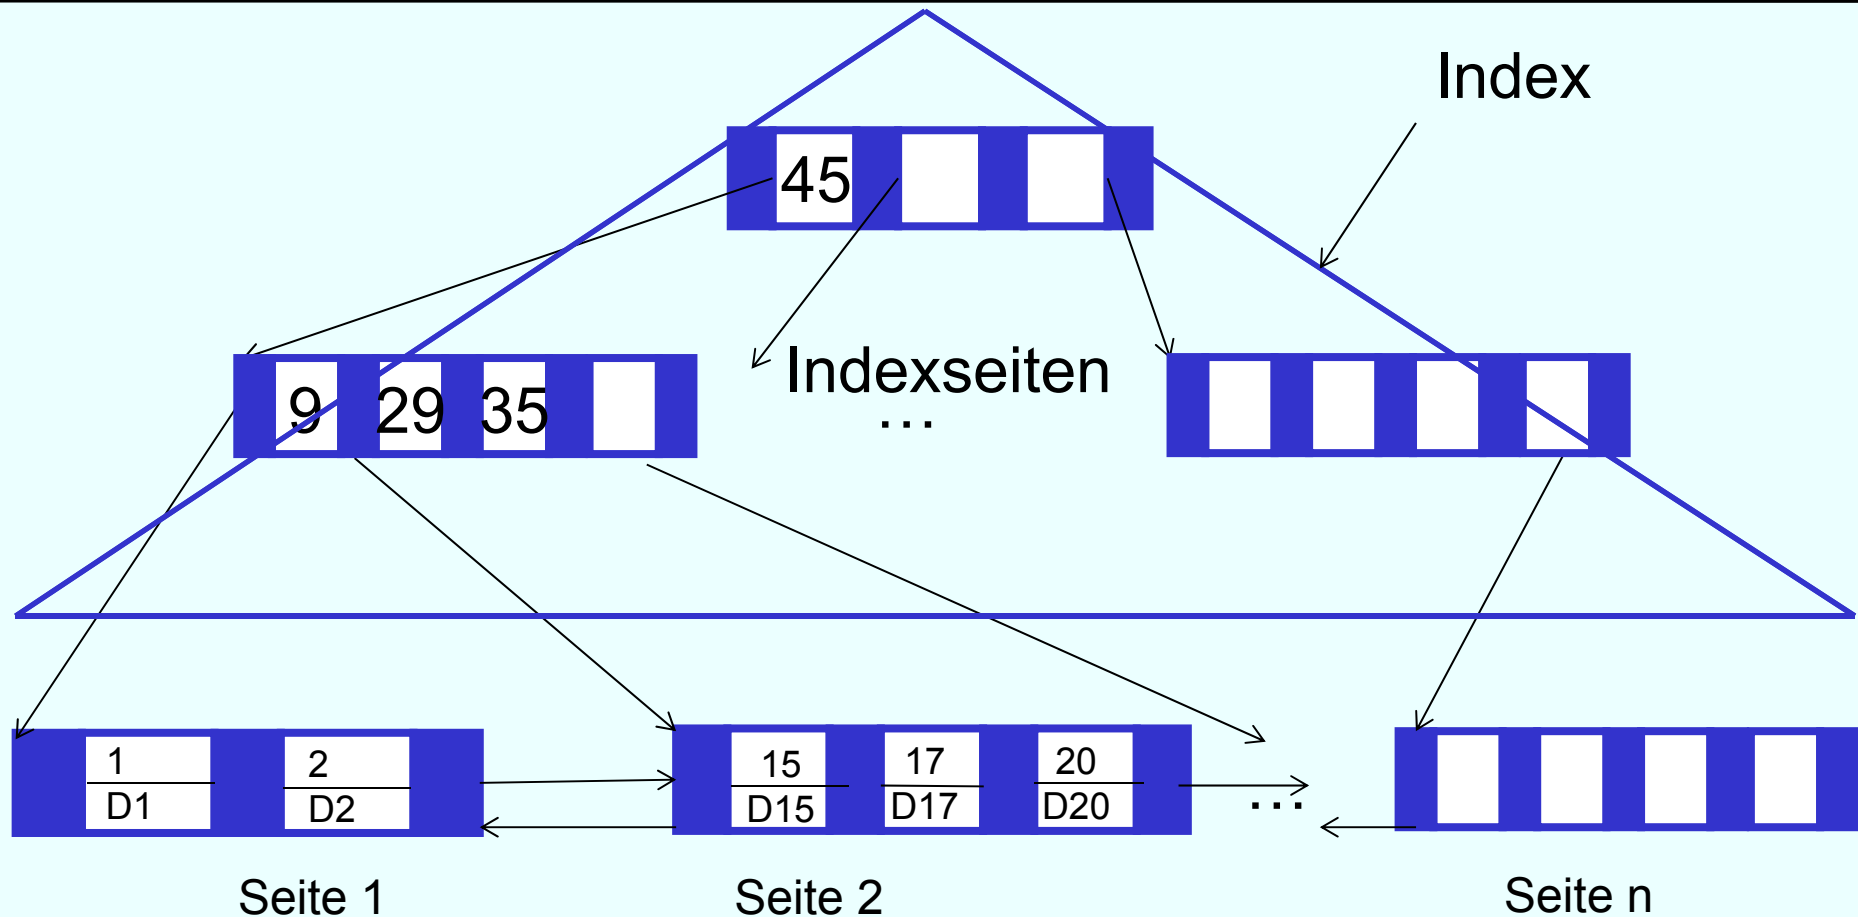 Index
45
Indexseiten
...
9 29 35
1 2 15 17 20
D1 D2 D15 D17 D20
...
Seite 1 Seite 2 Seite n